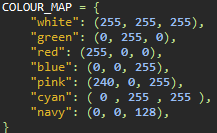 COLOUR_MAP = {
    "white": (255, 255, 255),
    "green": (0, 255, 0),
    "red": (255, 0, 0),
    "blue": (0, 0, 255),
    "pink": (240, 0, 255),
    "cyan": ( 0 , 255 , 255 ),
    "navy": (0, 0, 128),
}